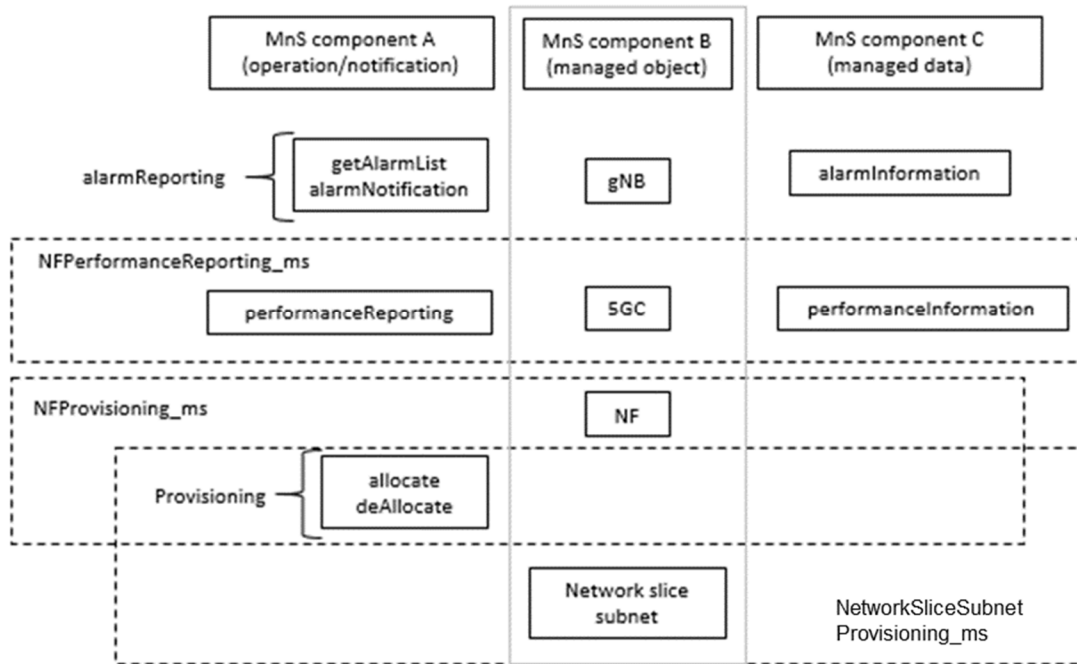 MnS component A
(operation/notification)
MnS component B
(managed object)
MnS component C
(managed data)
alarmReporting
getAlarmList
alarmNotification
gNB
alarmInformation
NFPerformanceReporting_ms
performanceReporting
5GC
performanceInformation
NFProvisioning_ms
NF
Provisioning
allocate
deAllocate
Network slice
subnet
NetworkSliceSubnet
Provisioning_ms